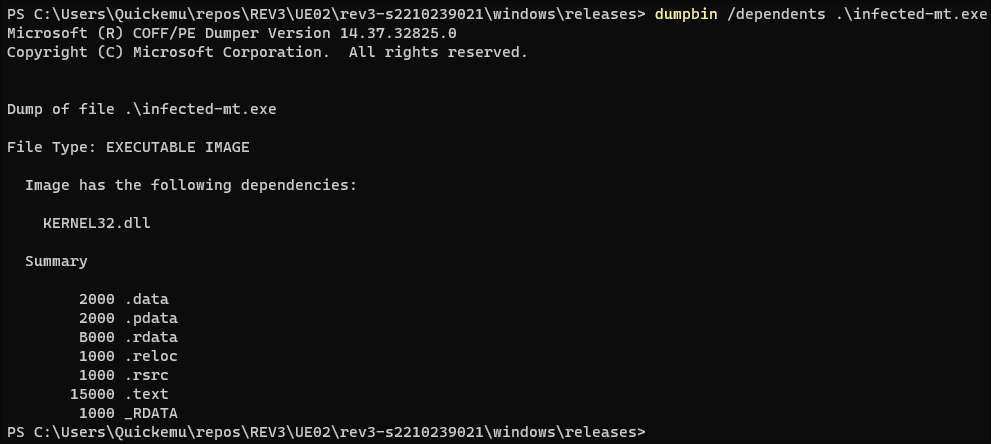 PS C:\Users\Quickemu\repos\REV3\UE02\rev3-s2210239021\windows\releases> dumpbin /dependents .\infected-mt.exe
Microsoft (R) COFF/PE Dumper Version 14.37.32825.0
Copyright (C) Microsoft Corporation.  All rights reserved.


Dump of file .\infected-mt.exe

File Type: EXECUTABLE IMAGE

  Image has the following dependencies:

    KERNEL32.dll

  Summary

        2000 .data
        2000 .pdata
        B000 .rdata
        1000 .reloc
        1000 .rsrc
       15000 .text
        1000 _RDATA
PS C:\Users\Quickemu\repos\REV3\UE02\rev3-s2210239021\windows\releases>